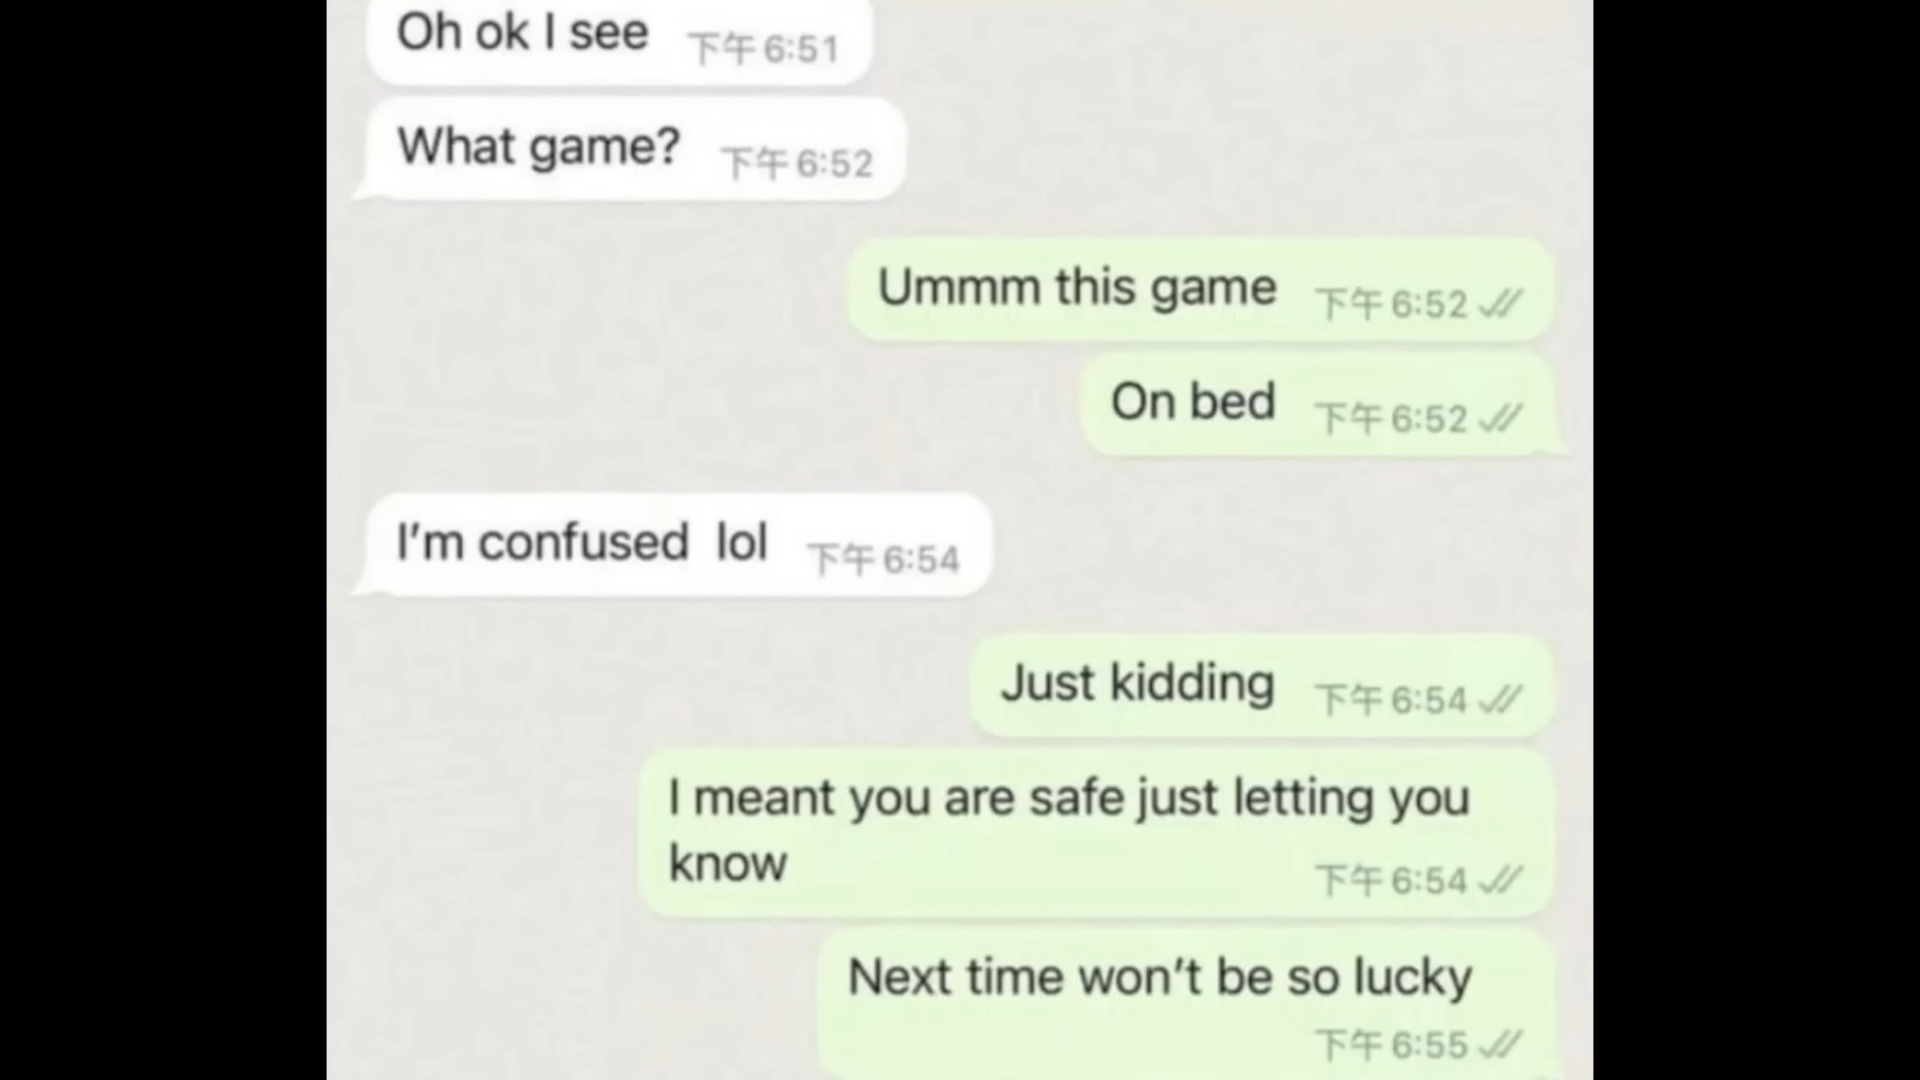 Oh ok I see 下午 6:51
What game? 下午 6:52
Ummm this game 下午 6:52
On bed 下午 6:52
I'm confused lol 下午 6:54
Just kidding 下午 6:54
I meant you are safe just letting you
know 下午 6:54
Next time won't be so lucky
下午 6:55